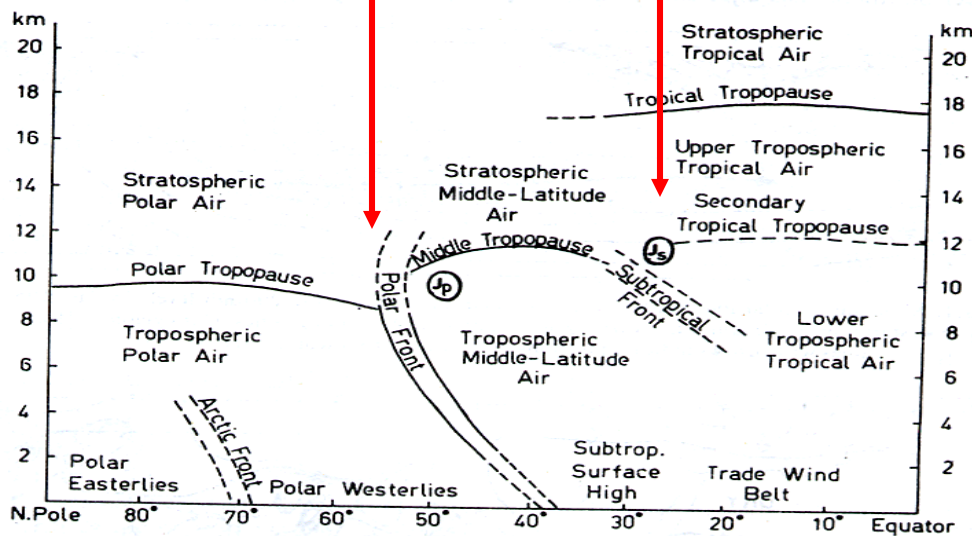 km
20
18
16
14
12
10
8
6
4
2
km
20
18
16
14
12
10
8
6
4
2
Stratospheric
Tropical Air
Tropical Tropopause
Upper Tropospheric
Tropical Air
Stratospheric
Polar Air
Stratospheric
Middle-Latitude
Air
Secondary
Tropical Tropopause
Middle Tropopause
Js
Jp
Polar Tropopause
Polar Front
Subtropical
Front
Tropospheric
Polar Air
Tropospheric
Middle-Latitude
Air
Lower
Tropospheric
Tropical Air
Arctic Front
Polar
Easterlies
Polar Westerlies
Subtrop.
Surface
High
Trade Wind
Belt
N.Pole 80° 70° 60° 50° 40° 30° 20° 10° Equator